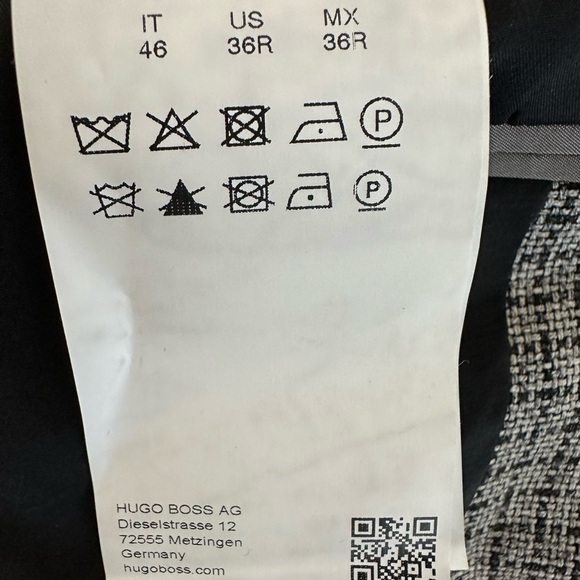 IT US MX
46 36R 36R
P
P
HUGO BOSS AG
Dieselstrasse 12
72555 Metzingen
Germany
hugoboss.com